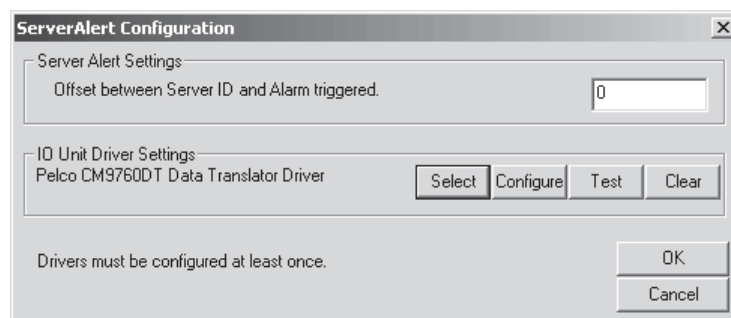 ServerAlert Configuration
Server Alert Settings
Offset between Server ID and Alarm triggered.
0
IO Unit Driver Settings
Pelco CM9760DT Data Translator Driver
Select Configure Test Clear
Drivers must be configured at least once.
OK
Cancel